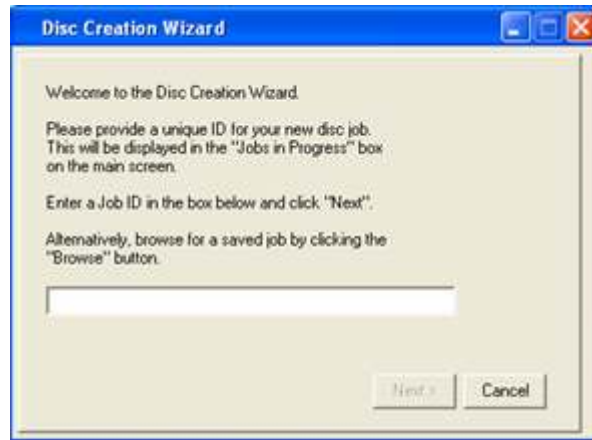 Disc Creation Wizard
Welcome to the Disc Creation Wizard.
Please provide a unique ID for your new disc job.
This will be displayed in the "Jobs in Progress" box
on the main screen.
Enter a Job ID in the box below and click "Next".
Alternatively, browse for a saved job by clicking the
"Browse" button.
Next >
Cancel